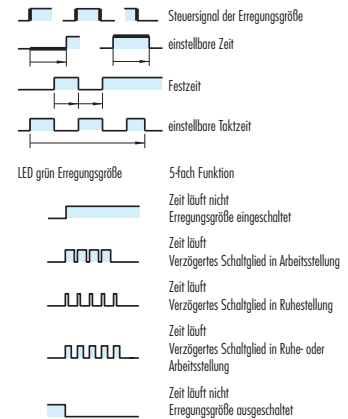 Steuersignal der Erregungsgröße
einstellbare Zeit
Festzeit
einstellbare Taktzeit
LED grün Erregungsgröße
5-fach Funktion
Zeit läuft nicht
Erregungsgröße eingeschaltet
Zeit läuft
Verzögertes Schaltglied in Arbeitsstellung
Zeit läuft
Verzögertes Schaltglied in Ruhestellung
Zeit läuft
Verzögertes Schaltglied in Ruhe- oder
Arbeitsstellung
Zeit läuft nicht
Erregungsgröße ausgeschaltet